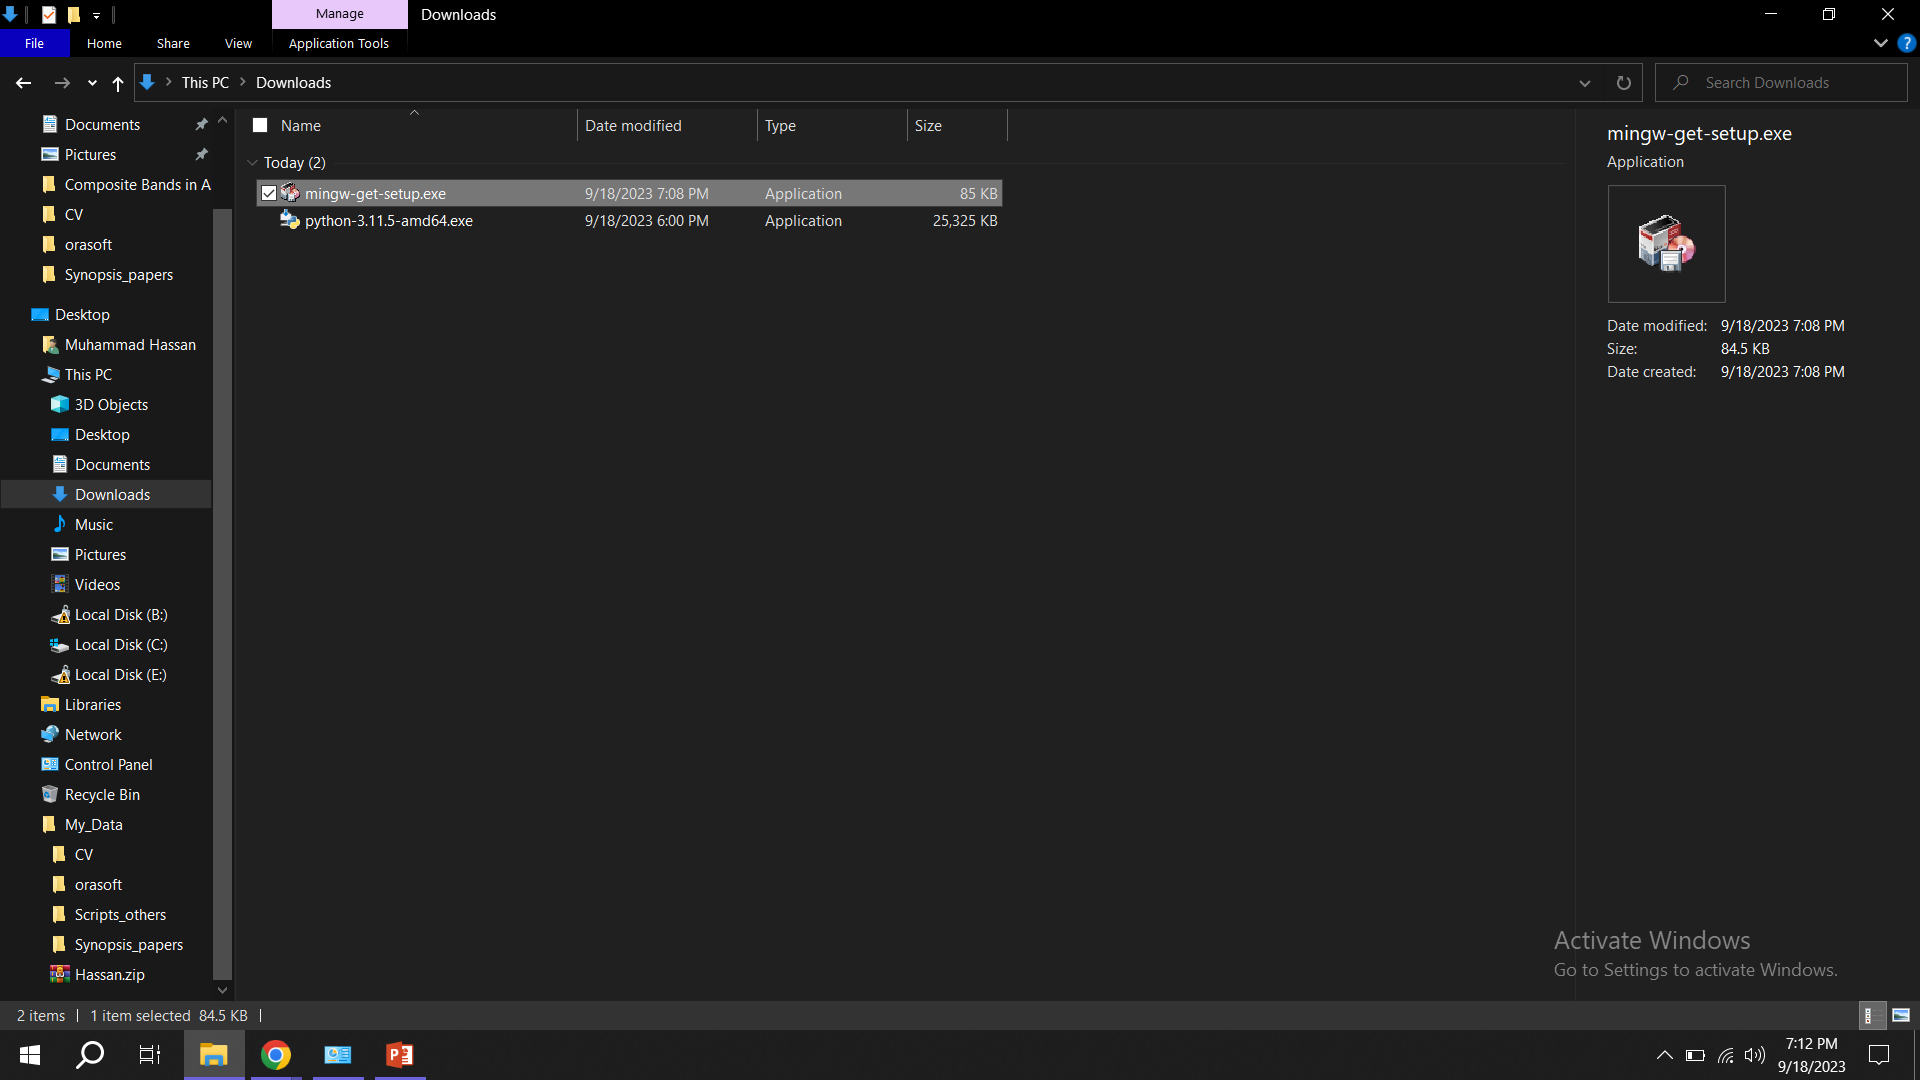 Manage
Downloads
File
Home
Share
View
Application Tools
?
This PC
Downloads
Search Downloads
Documents
Pictures
Composite Bands in A
CV
orasoft
Synopsis_papers
Desktop
Muhammad Hassan
This PC
3D Objects
Desktop
Documents
Downloads
Music
Pictures
Videos
Local Disk (B:)
Local Disk (C:)
Local Disk (E:)
Libraries
Network
Control Panel
Recycle Bin
My_Data
CV
orasoft
Scripts_others
Synopsis_papers
Hassan.zip
Name Date modified Type Size
Today (2)
mingw-get-setup.exe 9/18/2023 7:08 PM Application 85 KB
python-3.11.5-amd64.exe 9/18/2023 6:00 PM Application 25,325 KB
mingw-get-setup.exe
Application
Date modified: 9/18/2023 7:08 PM
Size: 84.5 KB
Date created: 9/18/2023 7:08 PM
Activate Windows
Go to Settings to activate Windows.
2 items 1 item selected 84.5 KB
7:12 PM
9/18/2023